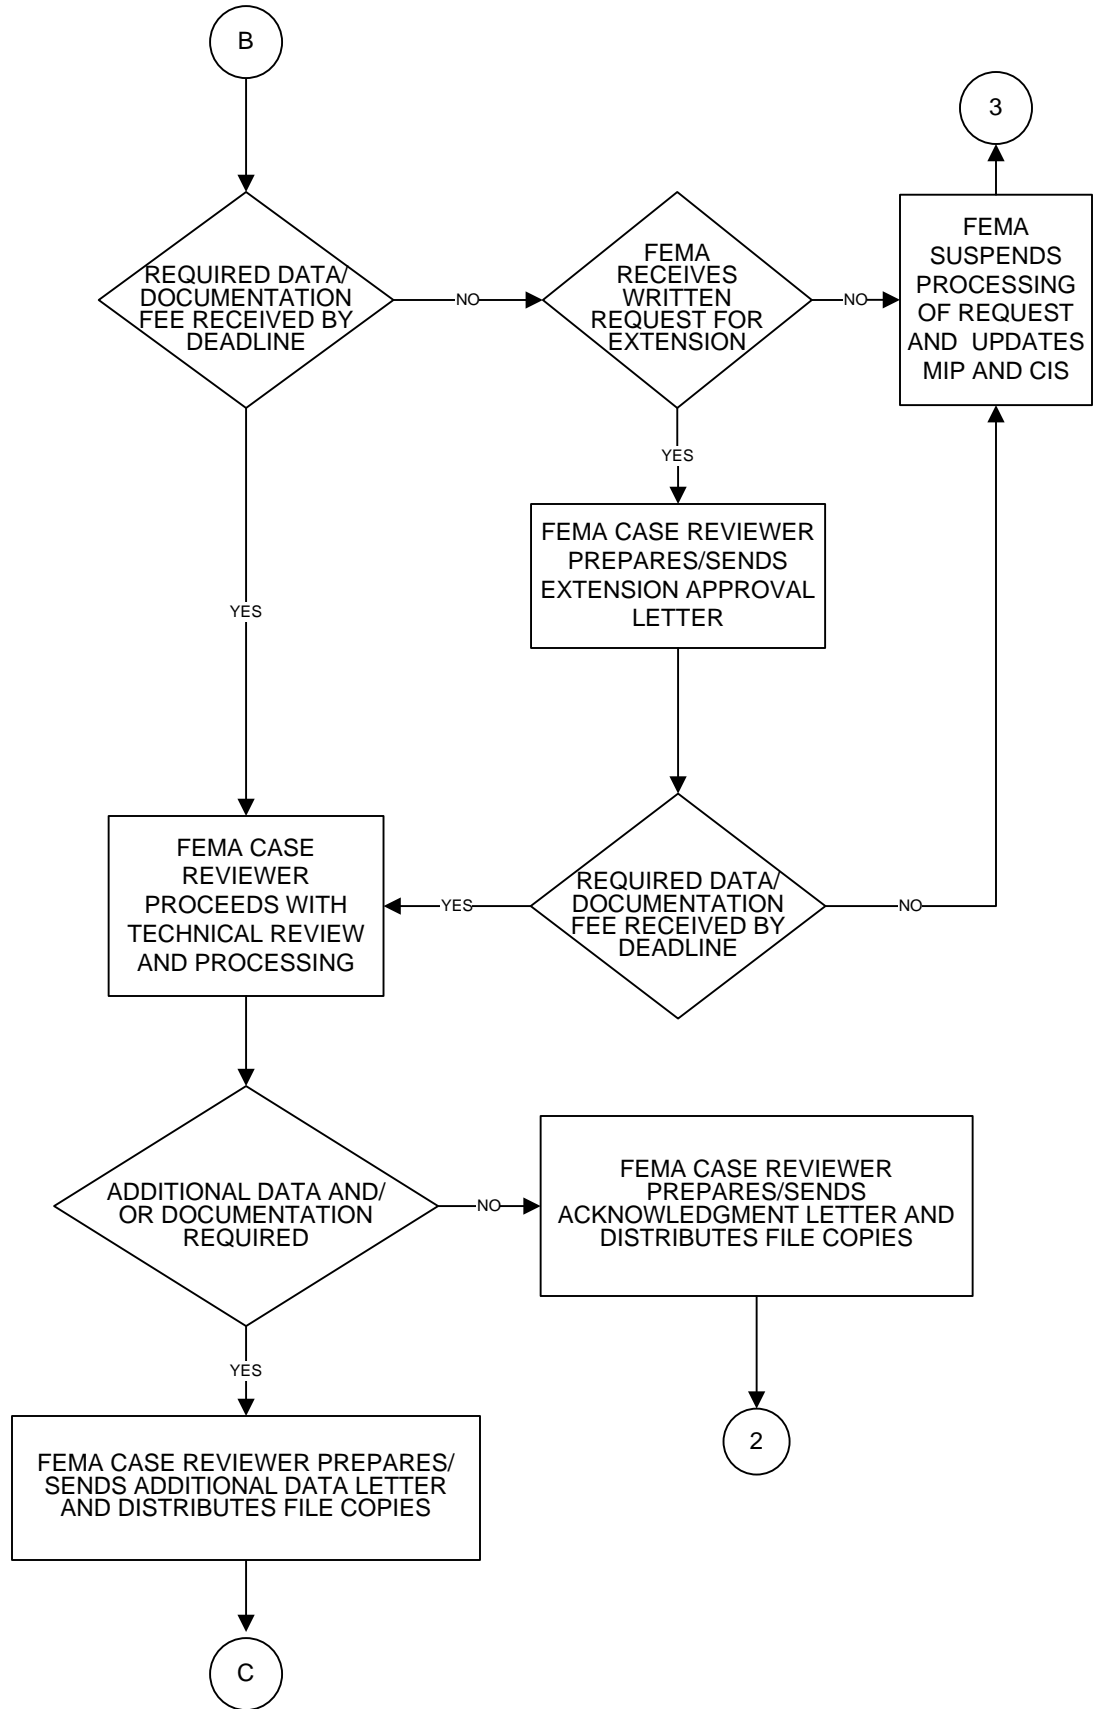 B
3
REQUIRED DATA/
DOCUMENTATION
FEE RECEIVED BY
DEADLINE
NO
FEMA
RECEIVES
WRITTEN
REQUEST FOR
EXTENSION
NO
FEMA
SUSPENDS
PROCESSING
OF REQUEST
AND UPDATES
MIP AND CIS
YES
FEMA CASE REVIEWER
PREPARES/SENDS
EXTENSION APPROVAL
LETTER
YES
FEMA CASE
REVIEWER
PROCEEDS WITH
TECHNICAL REVIEW
AND PROCESSING
YES
REQUIRED DATA/
DOCUMENTATION
FEE RECEIVED BY
DEADLINE
NO
ADDITIONAL DATA AND/
OR DOCUMENTATION
REQUIRED
NO
FEMA CASE REVIEWER
PREPARES/SENDS
ACKNOWLEDGMENT LETTER AND
DISTRIBUTES FILE COPIES
YES
2
FEMA CASE REVIEWER PREPARES/
SENDS ADDITIONAL DATA LETTER
AND DISTRIBUTES FILE COPIES
C